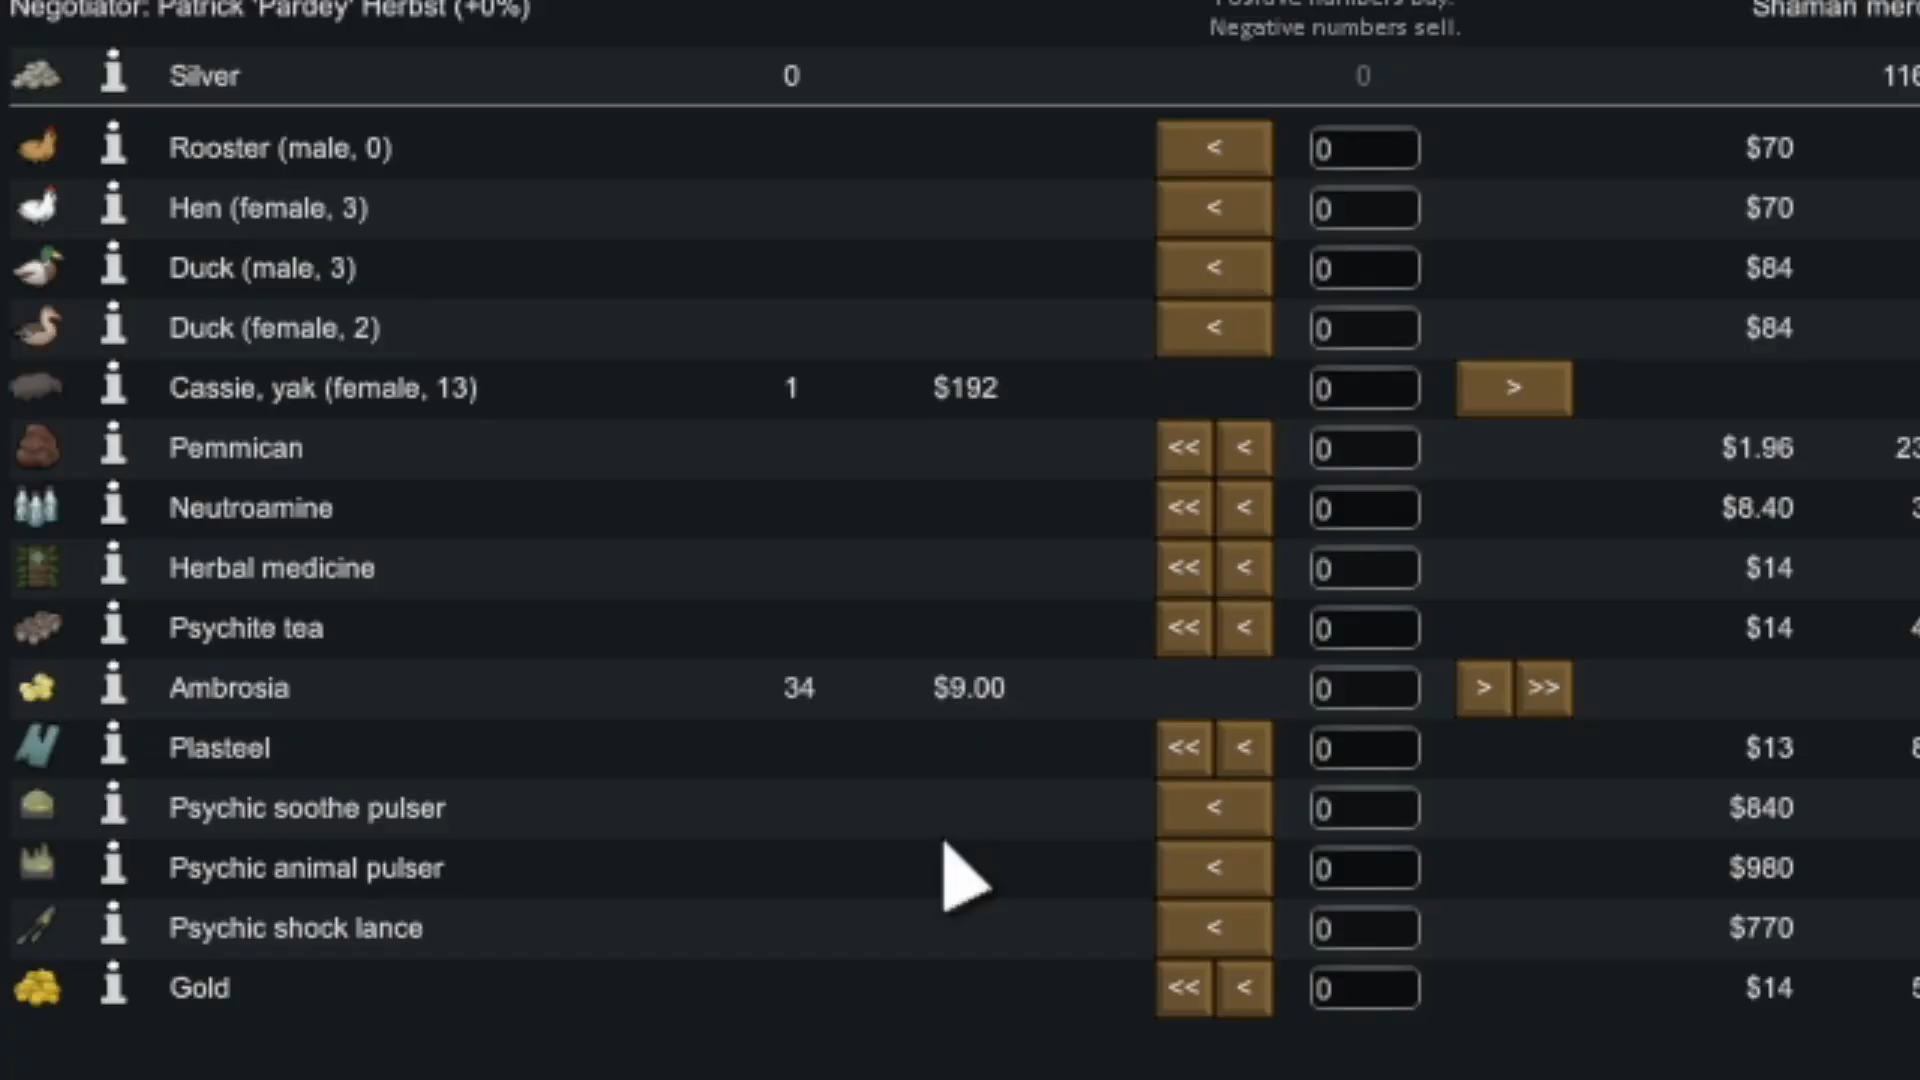 Negotiator: Patrick 'Pardey' Herbst (+0%)
Positive numbers buy.
Negative numbers sell.
Shaman
Silver 0 0
Rooster (male, 0) < 0 $70
Hen (female, 3) < 0 $70
Duck (male, 3) < 0 $84
Duck (female, 2) < 0 $84
Cassie, yak (female, 13) 1 $192 0 >
Pemmican << < 0 $1.96
Neutroamine << < 0 $8.40
Herbal medicine << < 0 $14
Psychite tea << < 0 $14
Ambrosia 34 $9.00 0 > >>
Plasteel << < 0 $13
Psychic soothe pulser < 0 $840
Psychic animal pulser < 0 $980
Psychic shock lance < 0 $770
Gold << < 0 $14